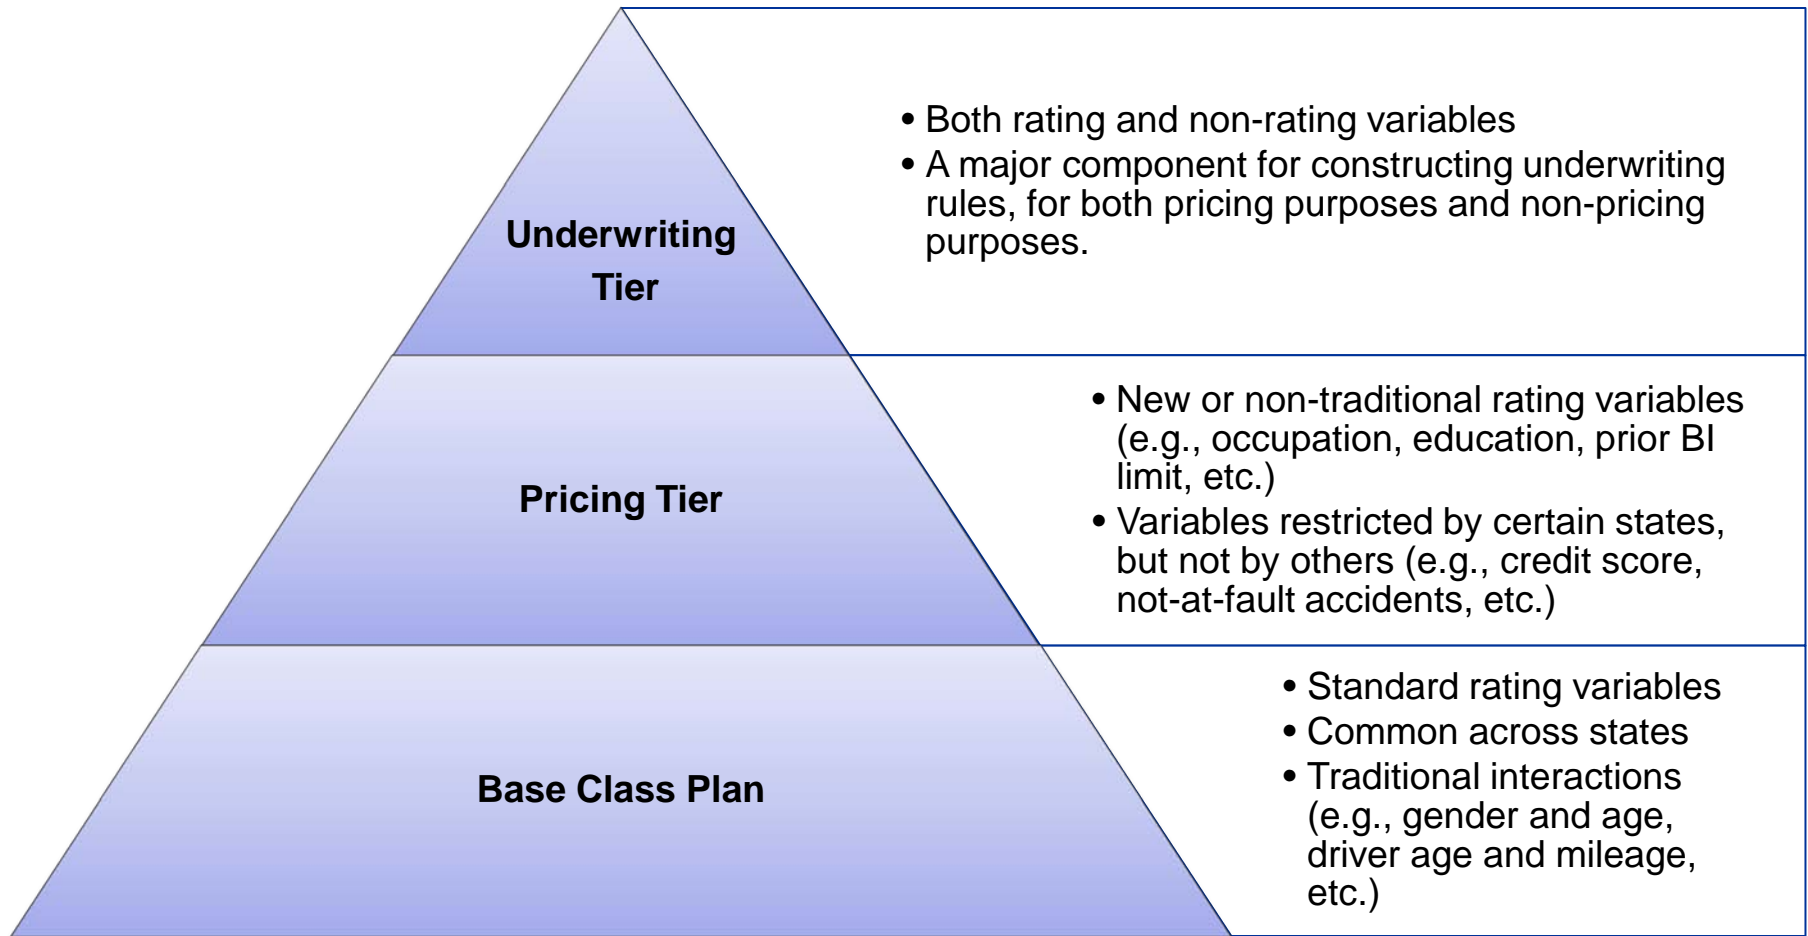 Underwriting
Tier
• Both rating and non-rating variables
• A major component for constructing underwriting
rules, for both pricing purposes and non-pricing
purposes.
Pricing Tier
• New or non-traditional rating variables
(e.g., occupation, education, prior BI
limit, etc.)
• Variables restricted by certain states,
but not by others (e.g., credit score,
not-at-fault accidents, etc.)
Base Class Plan
• Standard rating variables
• Common across states
• Traditional interactions
(e.g., gender and age,
driver age and mileage,
etc.)